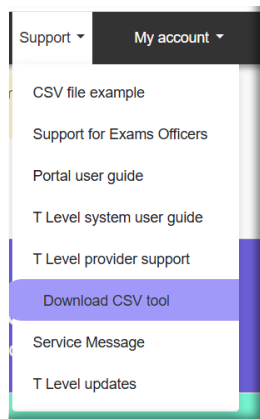 Support My account
CSV file example
Support for Exams Officers
Portal user guide
T Level system user guide
T Level provider support
Download CSV tool
Service Message
T Level updates